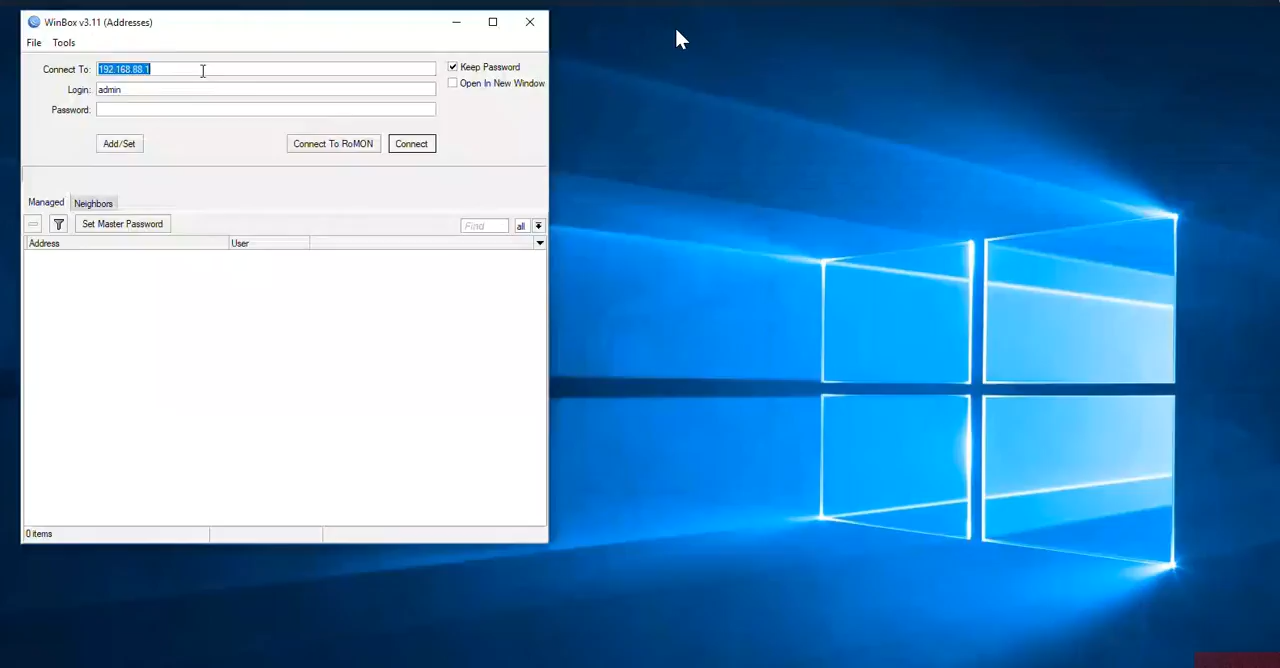 WinBox v3.11 (Addresses)
File Tools
Connect To: 192.168.88.1
Keep Password
Login: admin
Open In New Window
Password:
Add/Set Connect To RoMON Connect
Managed Neighbors
Set Master Password Find all
Address User
0 items